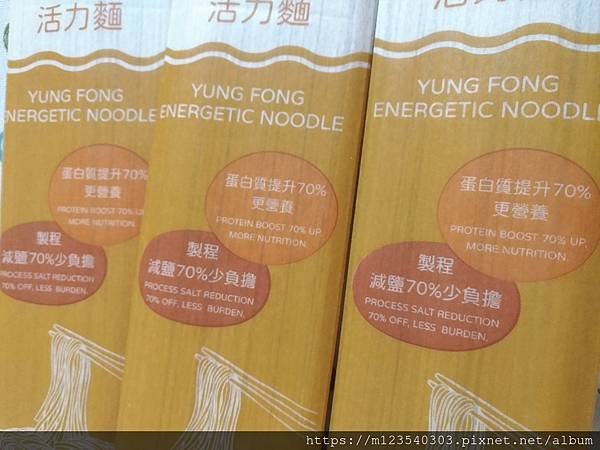 活力麵
YUNG FONG
ENERGETIC NOODLE
蛋白質提升70%
更營養
PROTEIN BOOST 70% UP,
MORE NUTRITION.
製程
減鹽70%少負擔
PROCESS SALT REDUCTION
70% OFF, LESS BURDEN.
活力麵
YUNG FONG
ENERGETIC NOODLE
蛋白質提升70%
更營養
PROTEIN BOOST 70% UP,
MORE NUTRITION.
製程
減鹽70%少負擔
PROCESS SALT REDUCTION
70% OFF, LESS BURDEN.
YUNG FONG
ENERGETIC NOODLE
蛋白質提升70%
更營養
PROTEIN BOOST 70% UP,
MORE NUTRITION.
製程
減鹽70%少負擔
PROCESS SALT REDUCTION
70% OFF, LESS BURDEN.
https://m123540303.pixnet.net/album